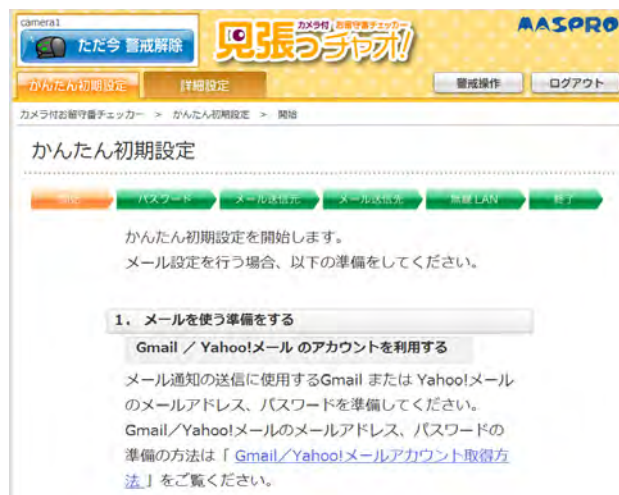 camera1
ただ今 警戒解除
カメラ付 お留守番チェッカー
見張っチャオ!
MASPRO
かんたん初期設定
詳細設定
警戒操作
ログアウト
カメラ付お留守番チェッカー > かんたん初期設定 > 開始
かんたん初期設定
開始
パスワード
メール送信元
メール送信先
無線 LAN
終了
かんたん初期設定を開始します。
メール設定を行う場合、以下の準備をしてください。
1. メールを使う準備をする
Gmail / Yahoo!メール のアカウントを利用する
メール通知の送信に使用するGmail または Yahoo!メール
のメールアドレス、パスワードを準備してください。
Gmail/Yahoo!メールのメールアドレス、パスワードの
準備の方法は「 Gmail/Yahoo!メールアカウント取得方
法 」をご覧ください。